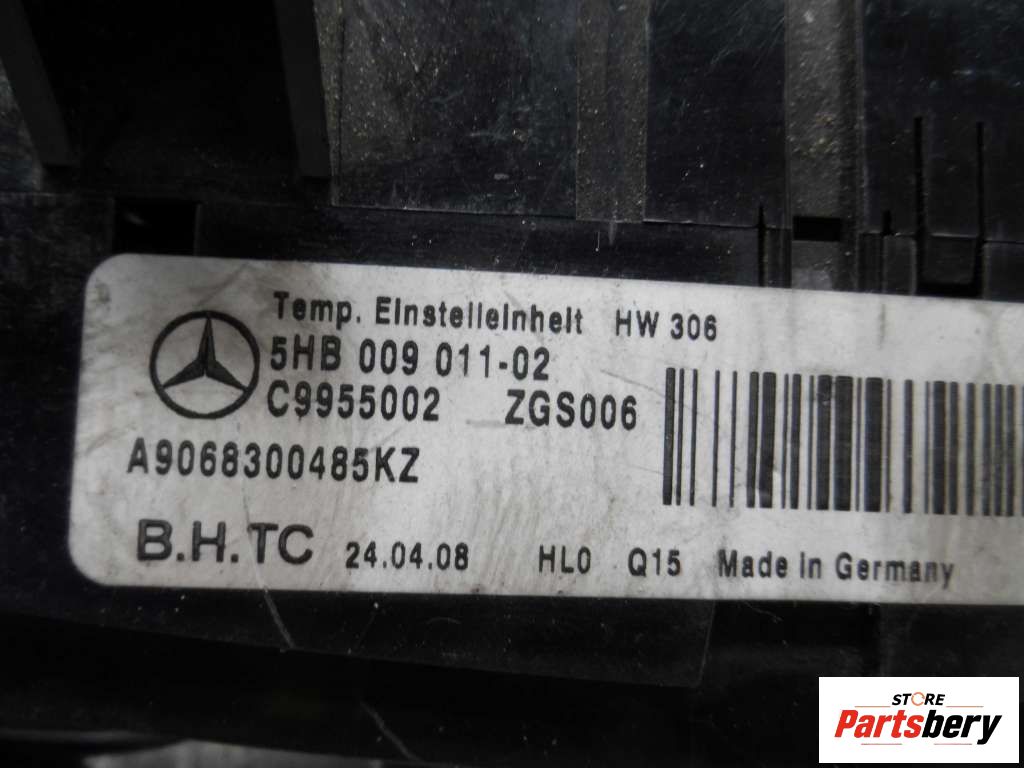 Temp. Einstelleinheit HW 306
5HB 009 011-02
C9955002 ZGS006
A9068300485KZ
B.H.TC 24.04.08 HL0 Q15 Made in Germany
STORE
Partsbery